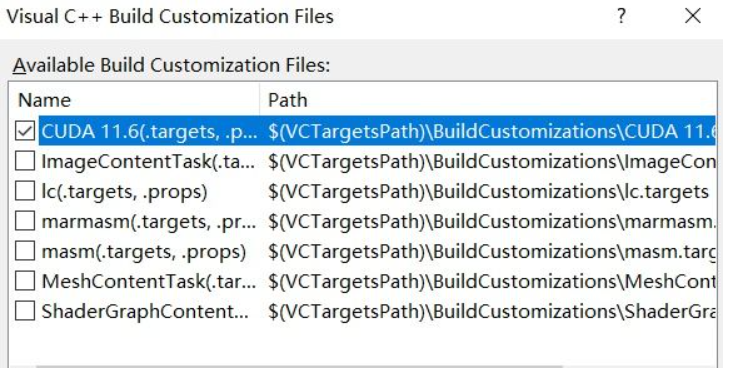 Visual C++ Build Customization Files ? ×
Available Build Customization Files:
Name Path
CUDA 11.6(.targets, .p... $(VCTargetsPath)\BuildCustomizations\CUDA 11.6
ImageContentTask(.ta... $(VCTargetsPath)\BuildCustomizations\ImageCon
lc(.targets, .props) $(VCTargetsPath)\BuildCustomizations\lc.targets
marmasm(.targets, .pr... $(VCTargetsPath)\BuildCustomizations\marmasm.
masm(.targets, .props) $(VCTargetsPath)\BuildCustomizations\masm.targ
MeshContentTask(.tar... $(VCTargetsPath)\BuildCustomizations\MeshCont
ShaderGraphContent... $(VCTargetsPath)\BuildCustomizations\ShaderGra